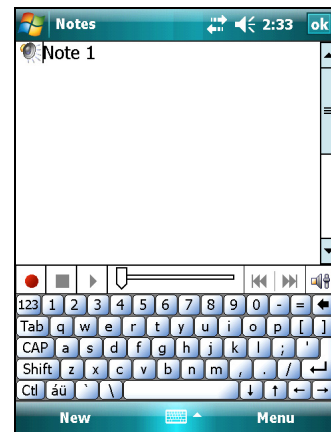 Notes 2:33 ok
Note 1
123 1 2 3 4 5 6 7 8 9 0 - =
Tab q w e r t y u i o p [ ]
CAP a s d f g h j k l ; '
Shift z x c v b n m , . /
Ctl áü ` \
New Menu